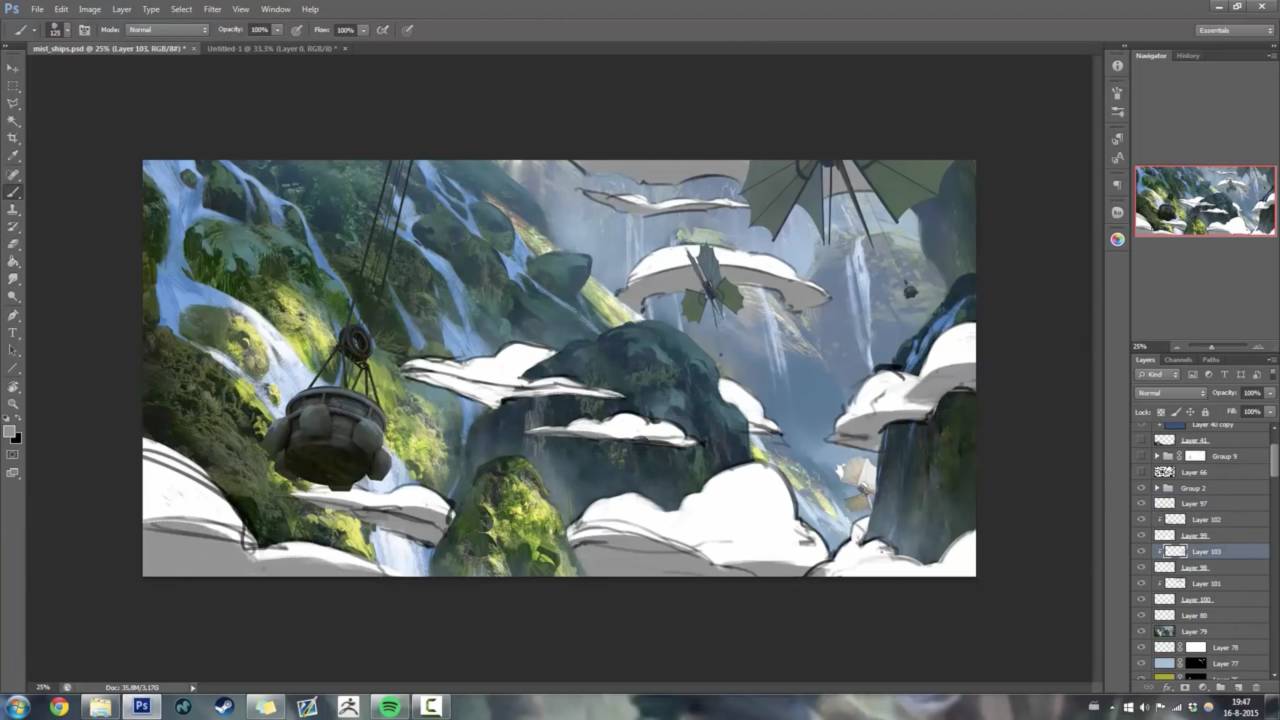 Ps File Edit Image Layer Type Select Filter View Window Help
125 Mode: Normal Opacity: 100% Flow: 100% Essentials
mist_ships.psd @ 25% (Layer 103, RGB/8#) * × Untitled-1 @ 33.3% (Layer 0, RGB/8) * ×
Navigator History
25%
Layers Channels Paths
Kind
Normal Opacity: 100%
Lock: Fill: 100%
Layer 40 copy
Layer 41
Group 9
Layer 66
Group 2
Layer 97
Layer 102
Layer 99
Layer 103
Layer 98
Layer 101
Layer 100
Layer 80
Layer 79
Layer 78
Layer 77
25% Doc: 35.8M/3.17G
Ps
19:47
16-8-2015